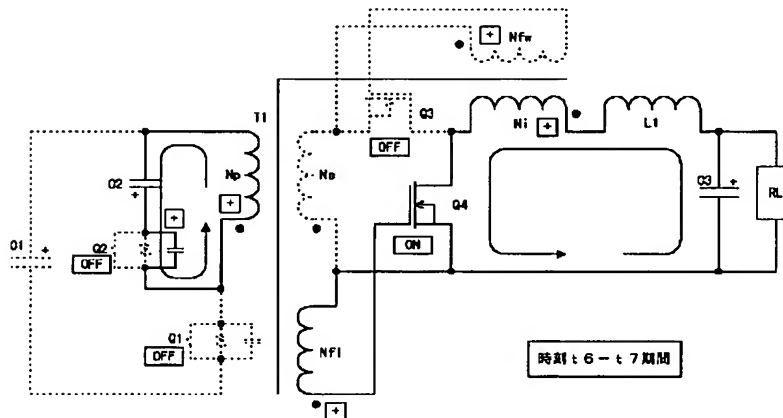 + Nfw
T1
Q3
OFF
Ni
+
L1
C2
+
Np
+
Ns
+
Q4
C3
+
RL
C1
+
Q2
OFF
ON
Q1
OFF
Nfl
+
時刻t6-t7期間